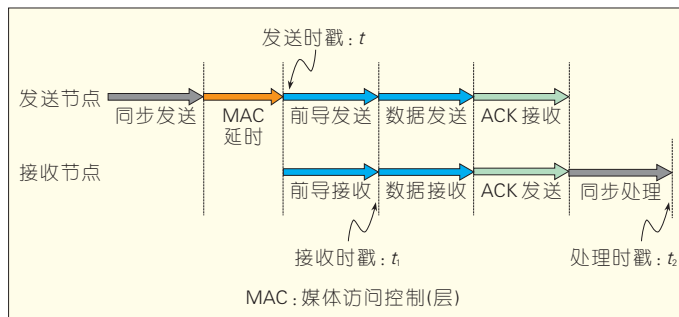 发送时戳:t
发送节点
同步发送
MAC
延时
前导发送
数据发送
ACK 接收
接收节点
前导接收
数据接收
ACK 发送
同步处理
接收时戳:t₁
处理时戳:t₂
MAC:媒体访问控制(层)